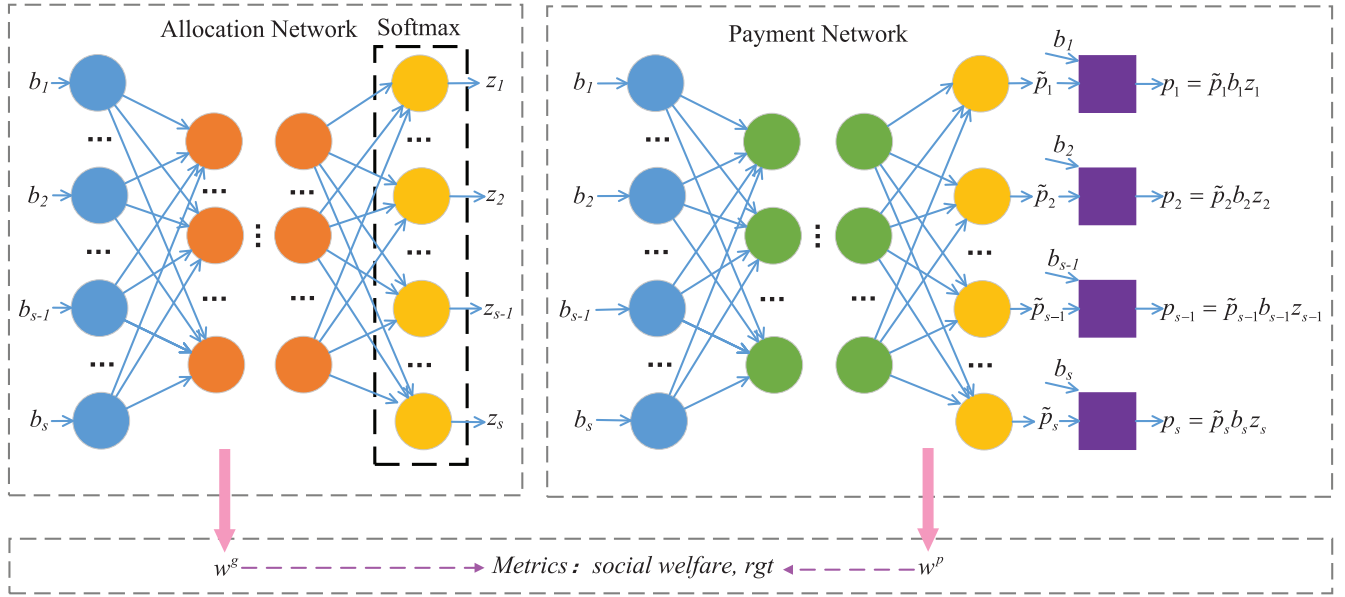 Allocation Network
Softmax
b₁
z₁
...
...
...
...
b₂
z₂
...
...
...
...
⋮
bₛ₋₁
zₛ₋₁
...
...
bₛ
zₛ
Payment Network
b₁
b₁
p̃₁
p₁ = p̃₁b₁z₁
...
b₂
b₂
p̃₂
p₂ = p̃₂b₂z₂
...
...
⋮
bₛ₋₁
bₛ₋₁
p̃ₛ₋₁
pₛ₋₁ = p̃ₛ₋₁bₛ₋₁zₛ₋₁
...
...
...
...
bₛ
bₛ
p̃ₛ
pₛ = p̃ₛbₛzₛ
w^g
Metrics: social welfare, rgt
w^p